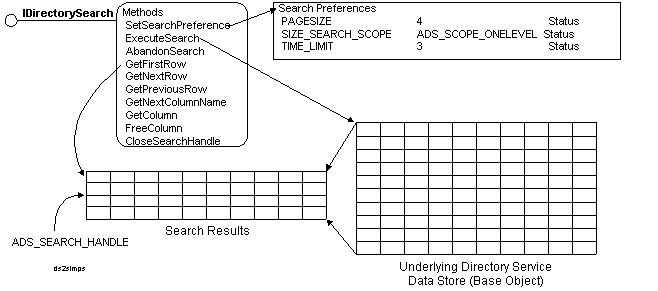 IDirectorySearch
Methods
SetSearchPreference
ExecuteSearch
AbandonSearch
GetFirstRow
GetNextRow
GetPreviousRow
GetNextColumnName
GetColumn
FreeColumn
CloseSearchHandle
Search Preferences
PAGESIZE 4 Status
SIZE_SEARCH_SCOPE ADS_SCOPE_ONELEVEL Status
TIME_LIMIT 3 Status
ADS_SEARCH_HANDLE
Search Results
Underlying Directory Service
Data Store (Base Object)
ds2simps